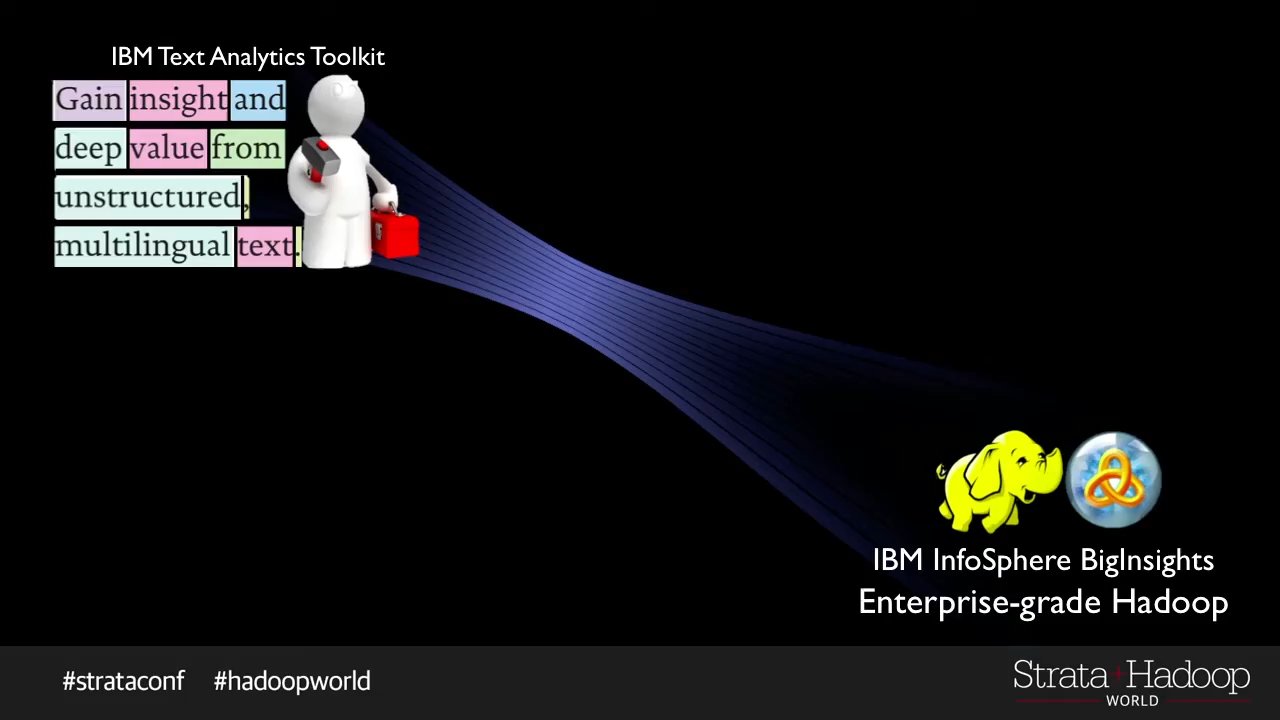 IBM Text Analytics Toolkit
Gain insight and
deep value from
unstructured,
multilingual text.
IBM InfoSphere BigInsights
Enterprise-grade Hadoop
#strataconf #hadoopworld
Strata+Hadoop
WORLD